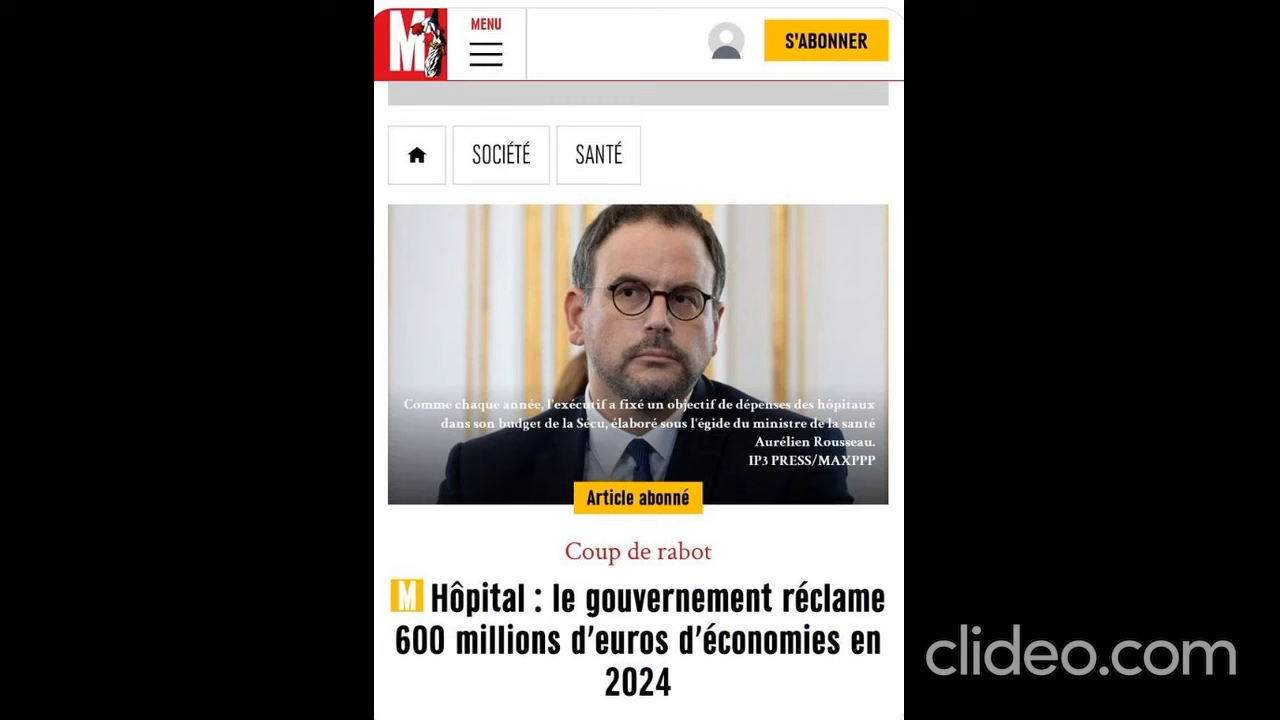 M
MENU
S'ABONNER
SOCIÉTÉ
SANTÉ
Comme chaque année, l'exécutif a fixé un objectif de dépenses des hôpitaux
dans son budget de la Sécu, élaboré sous l'égide du ministre de la santé
Aurélien Rousseau.
IP3 PRESS/MAXPPP
Article abonné
Coup de rabot
M Hôpital : le gouvernement réclame
600 millions d’euros d’économies en
2024
clideo.com